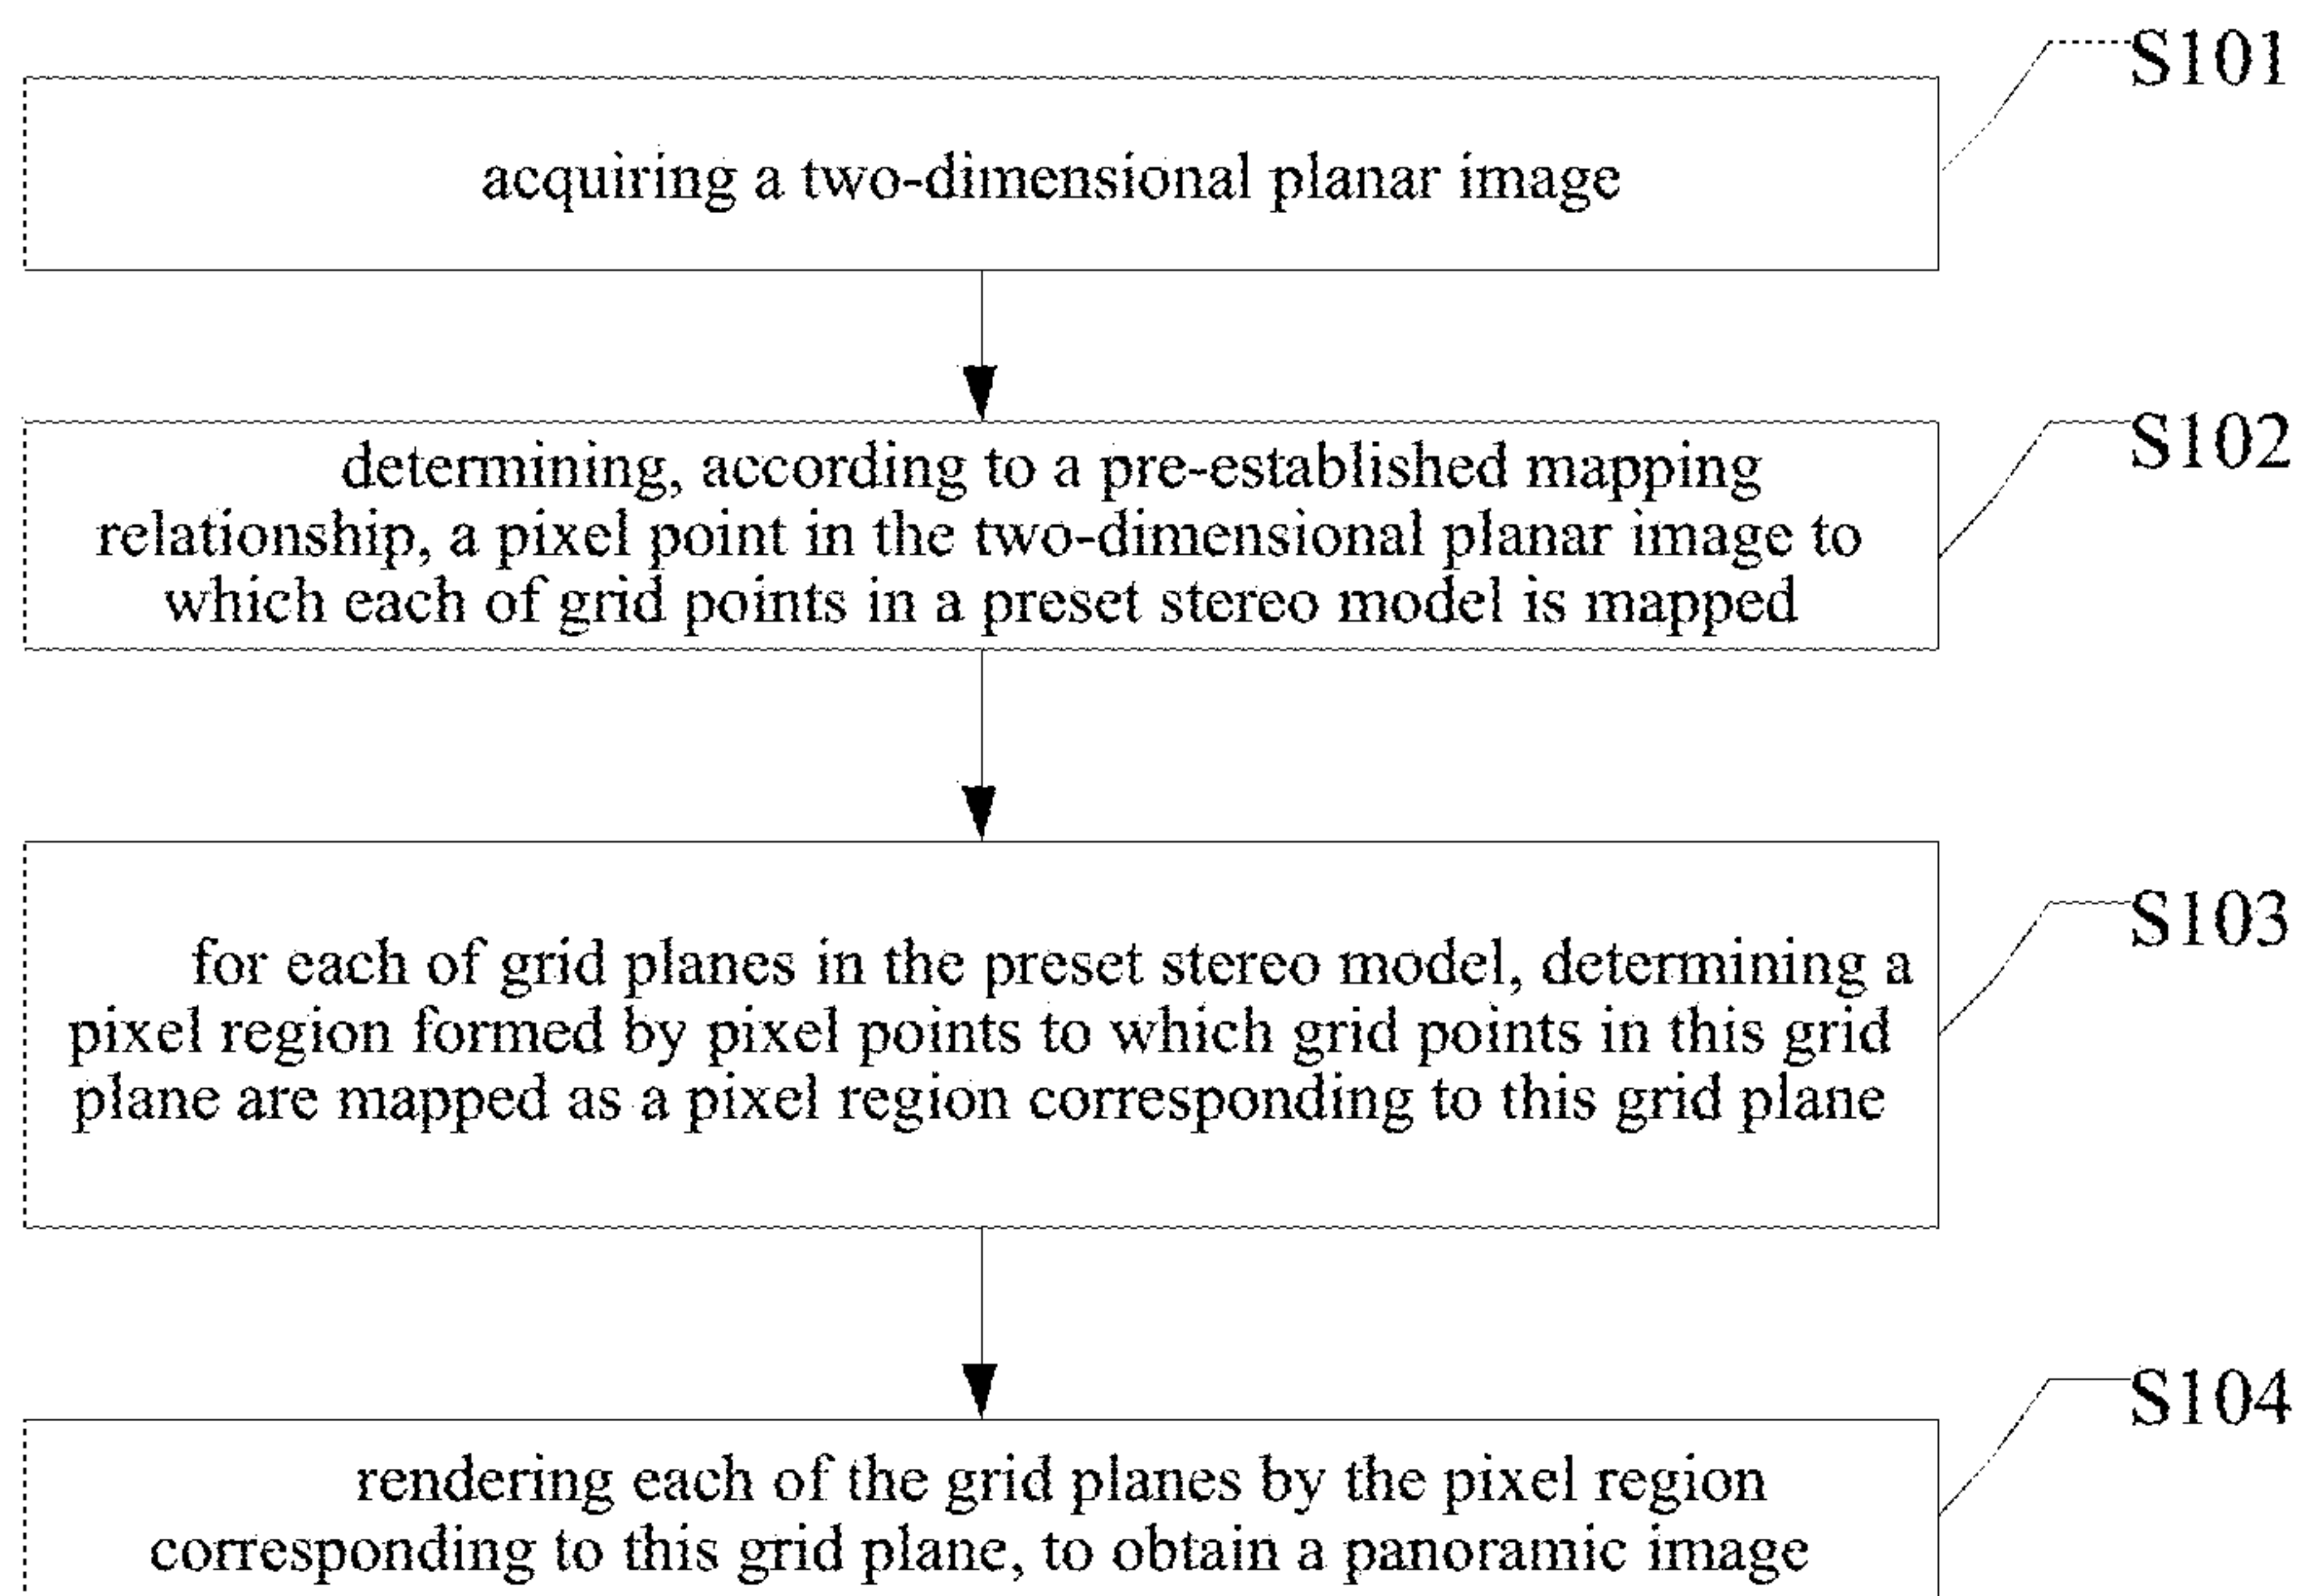 S101
acquiring a two-dimensional planar image
S102
determining, according to a pre-established mapping
relationship, a pixel point in the two-dimensional planar image to
which each of grid points in a preset stereo model is mapped
S103
for each of grid planes in the preset stereo model, determining a
pixel region formed by pixel points to which grid points in this grid
plane are mapped as a pixel region corresponding to this grid plane
S104
rendering each of the grid planes by the pixel region
corresponding to this grid plane, to obtain a panoramic image